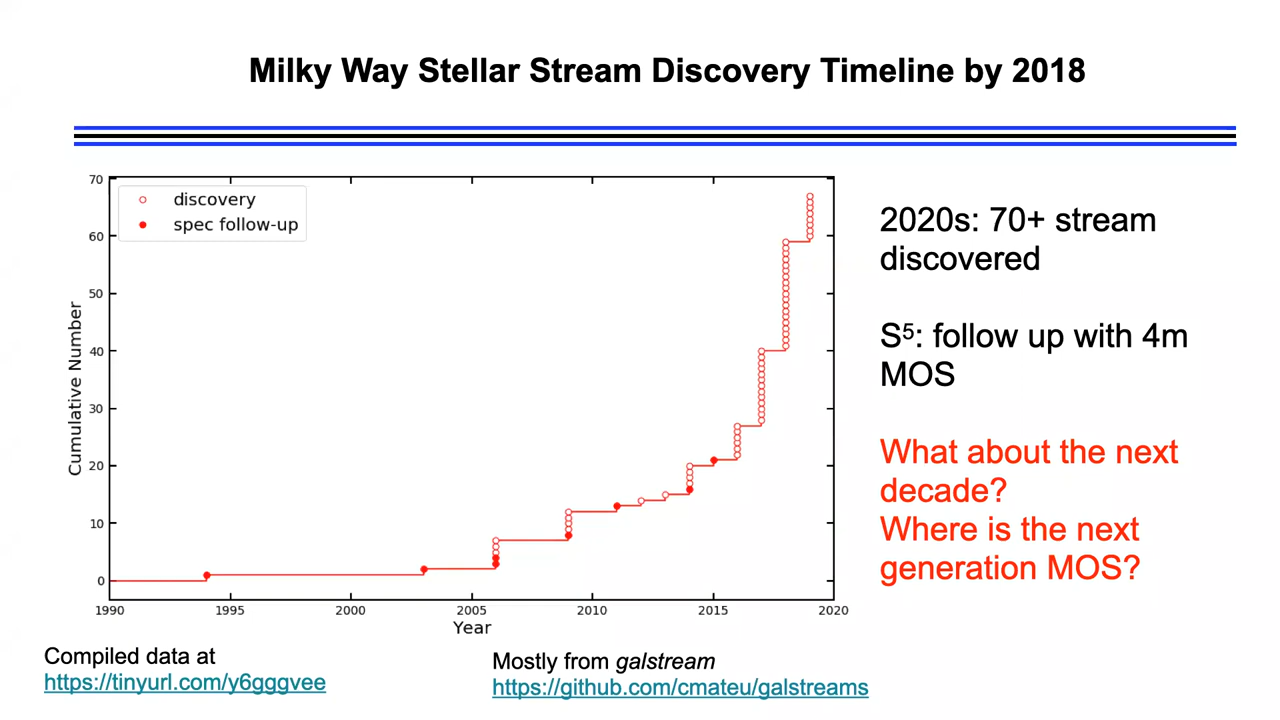 Milky Way Stellar Stream Discovery Timeline by 2018
70
60
50
40
30
20
10
0
Cumulative Number
discovery
spec follow-up
1990
1995
2000
2005
2010
2015
2020
Year
2020s: 70+ stream
discovered
S⁵: follow up with 4m
MOS
What about the next
decade?
Where is the next
generation MOS?
Compiled data at
https://tinyurl.com/y6gggvee
Mostly from galstream
https://github.com/cmateu/galstreams